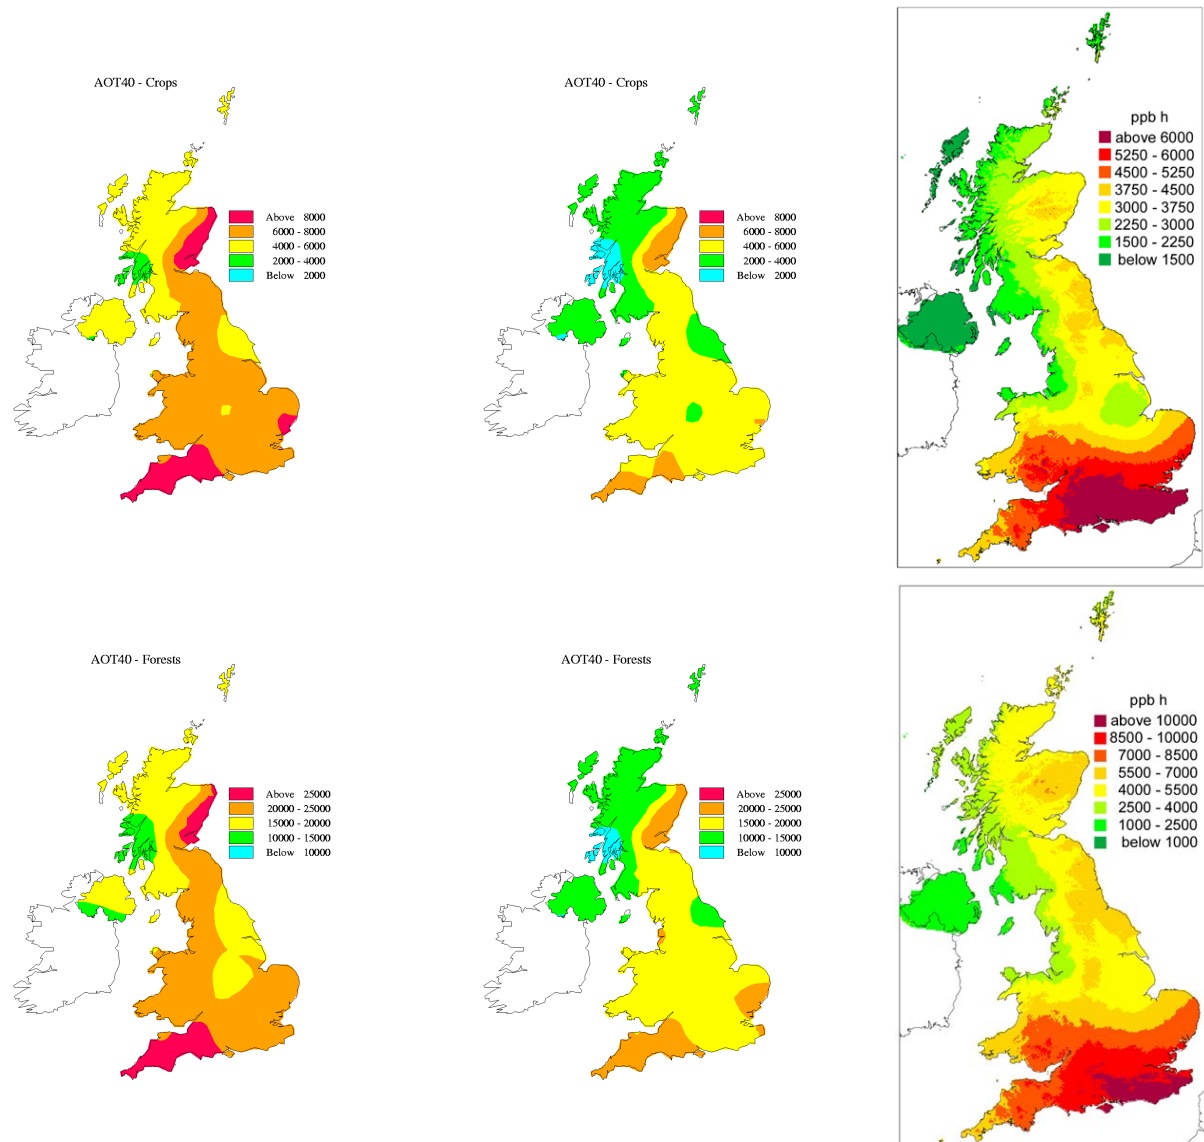 AOT40 - Crops
Above 8000
6000 - 8000
4000 - 6000
2000 - 4000
Below 2000
AOT40 - Crops
Above 8000
6000 - 8000
4000 - 6000
2000 - 4000
Below 2000
ppb h
above 6000
5250 - 6000
4500 - 5250
3750 - 4500
3000 - 3750
2250 - 3000
1500 - 2250
below 1500
AOT40 - Forests
Above 25000
20000 - 25000
15000 - 20000
10000 - 15000
Below 10000
AOT40 - Forests
Above 25000
20000 - 25000
15000 - 20000
10000 - 15000
Below 10000
ppb h
above 10000
8500 - 10000
7000 - 8500
5500 - 7000
4000 - 5500
2500 - 4000
1000 - 2500
below 1000